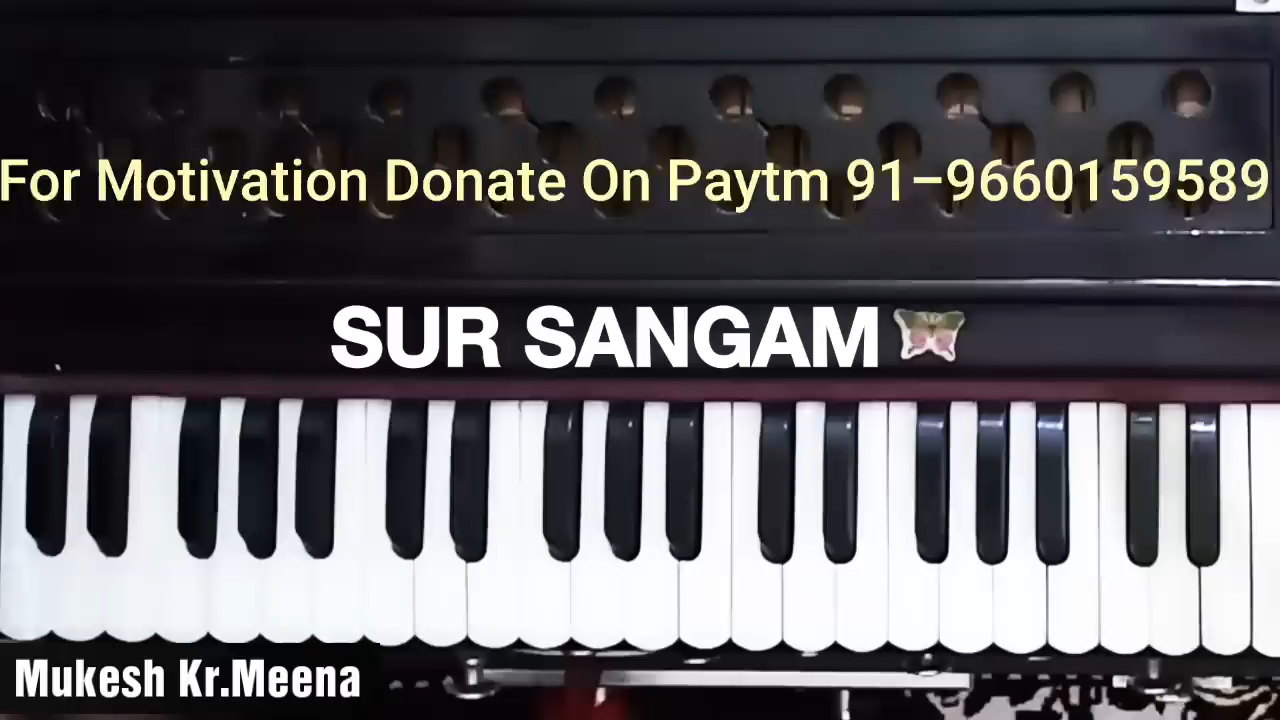 For Motivation Donate On Paytm 91–9660159589
SUR SANGAM
Mukesh Kr.Meena